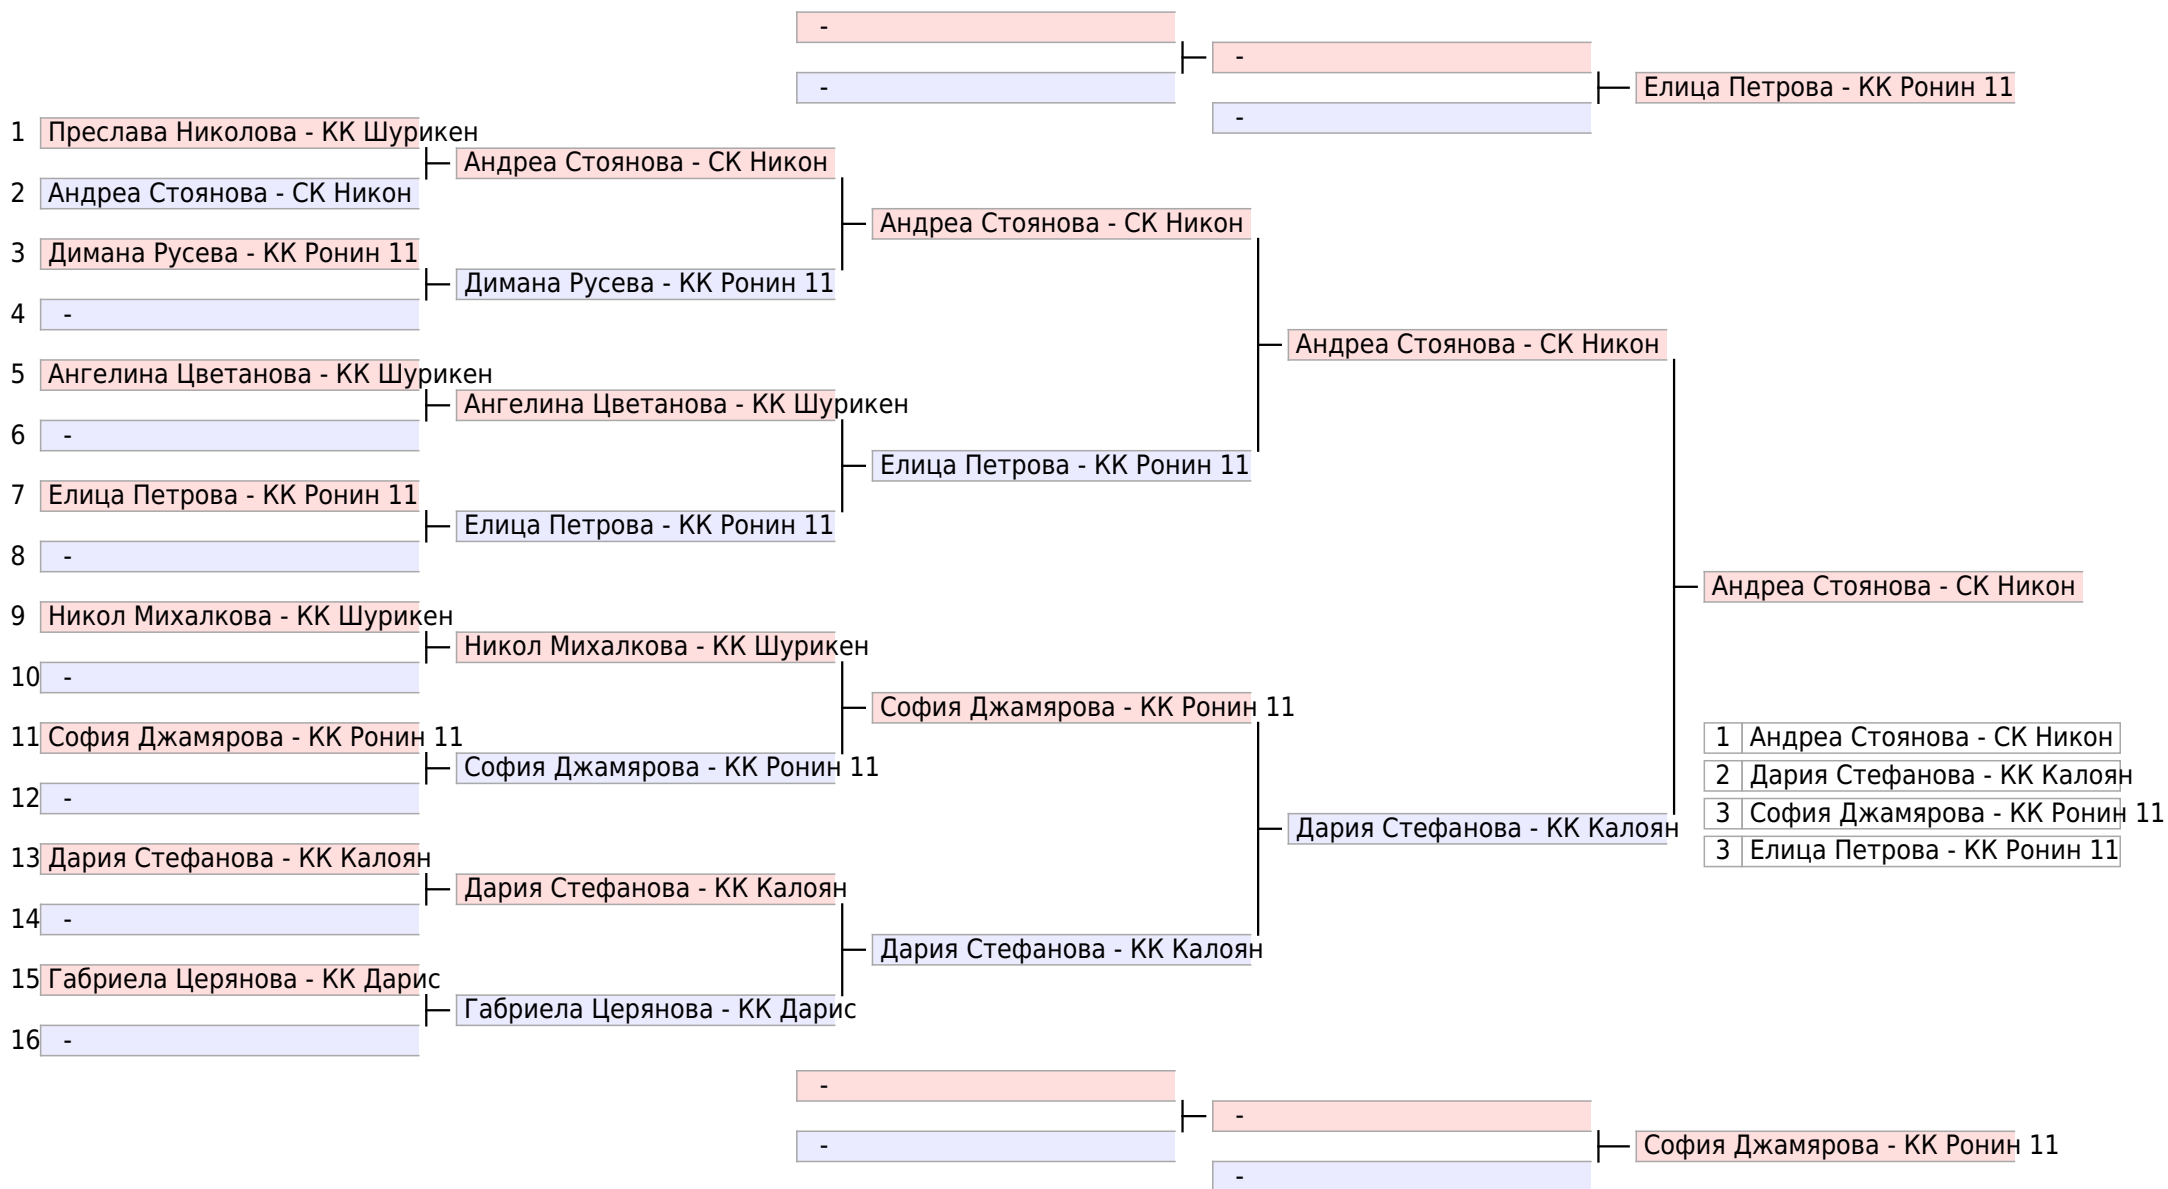 -
-
-
-
Елица Петрова - КК Ронин 11
1 Преслава Николова - КК Шурикен
2 Андреа Стоянова - СК Никон
3 Димана Русева - КК Ронин 11
4 -
5 Ангелина Цветанова - КК Шурикен
6 -
7 Елица Петрова - КК Ронин 11
8 -
9 Никол Михалкова - КК Шурикен
10 -
11 София Джамярова - КК Ронин 11
12 -
13 Дария Стефанова - КК Калоян
14 -
15 Габриела Церянова - КК Дарис
16 -
Андреа Стоянова - СК Никон
Димана Русева - КК Ронин 11
Ангелина Цветанова - КК Шурикен
Елица Петрова - КК Ронин 11
Никол Михалкова - КК Шурикен
София Джамярова - КК Ронин 11
Дария Стефанова - КК Калоян
Габриела Церянова - КК Дарис
Андреа Стоянова - СК Никон
Елица Петрова - КК Ронин 11
София Джамярова - КК Ронин 11
Дария Стефанова - КК Калоян
Андреа Стоянова - СК Никон
Дария Стефанова - КК Калоян
Андреа Стоянова - СК Никон
1 Андреа Стоянова - СК Никон
2 Дария Стефанова - КК Калоян
3 София Джамярова - КК Ронин 11
3 Елица Петрова - КК Ронин 11
-
-
-
-
София Джамярова - КК Ронин 11